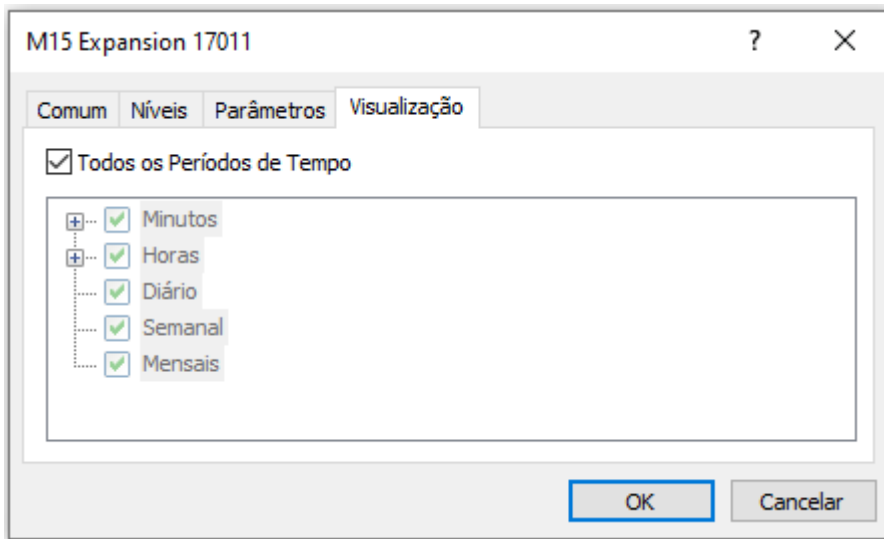 M15 Expansion 17011
?
Comum Níveis Parâmetros Visualização
Todos os Períodos de Tempo
Minutos
Horas
Diário
Semanal
Mensais
OK Cancelar